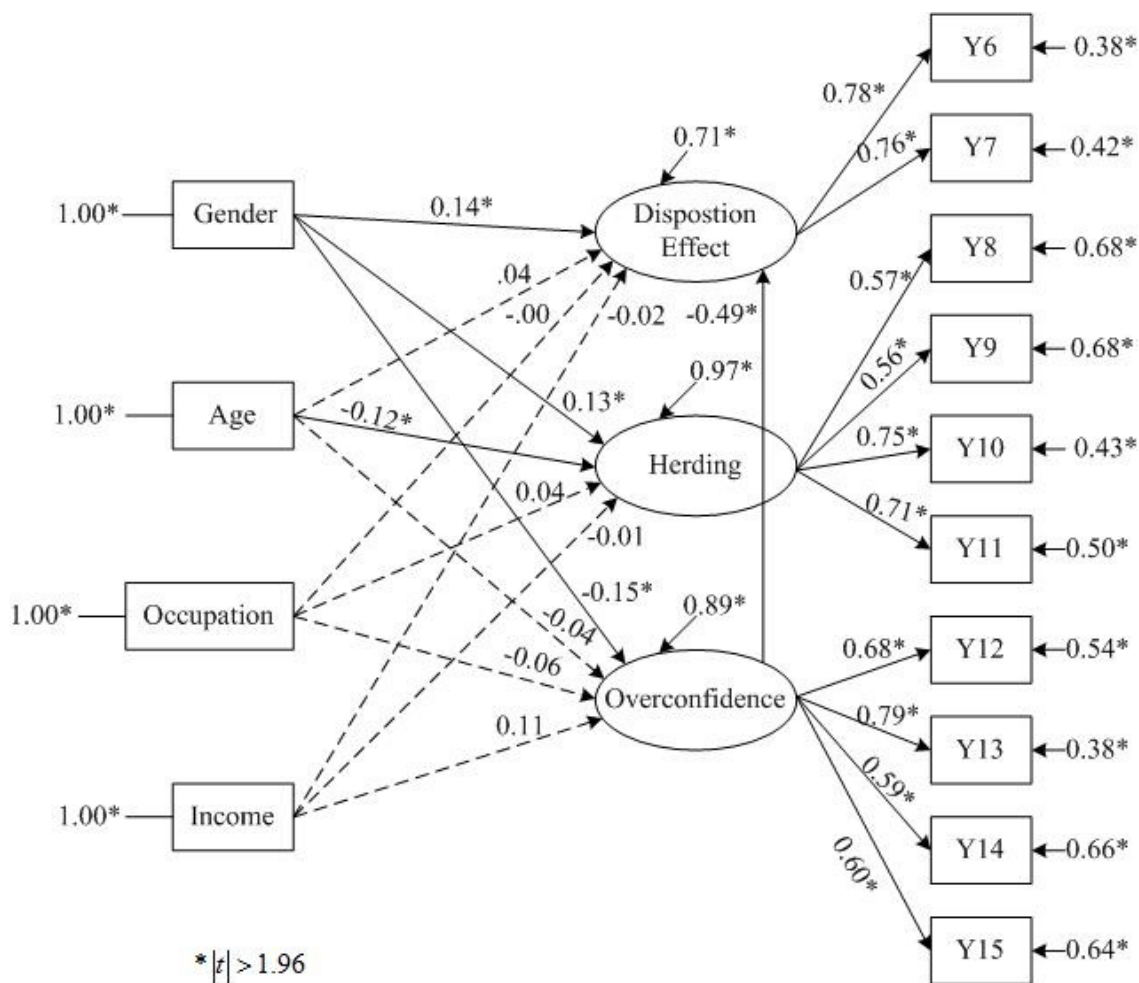 Y6
0.38*
0.78*
0.71*
0.76*
Y7
0.42*
1.00*
Gender
0.14*
Dispostion
Effect
Y8
0.68*
.04
0.57*
-.00
-0.02
-0.49*
Y9
0.68*
0.56*
0.97*
1.00*
Age
-0.12*
0.13*
Herding
0.75*
Y10
0.43*
0.04
0.71*
-0.01
Y11
0.50*
1.00*
Occupation
-0.15*
0.89*
-0.04
-0.06
0.68*
Y12
0.54*
Overconfidence
0.79*
0.11
Y13
0.38*
0.59*
1.00*
Income
Y14
0.66*
0.60*
Y15
0.64*
*|t| > 1.96